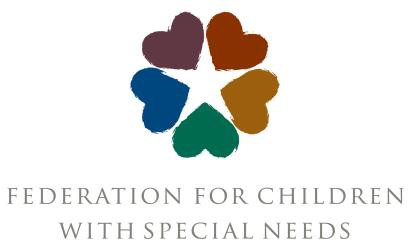 FEDERATION FOR CHILDREN
WITH SPECIAL NEEDS